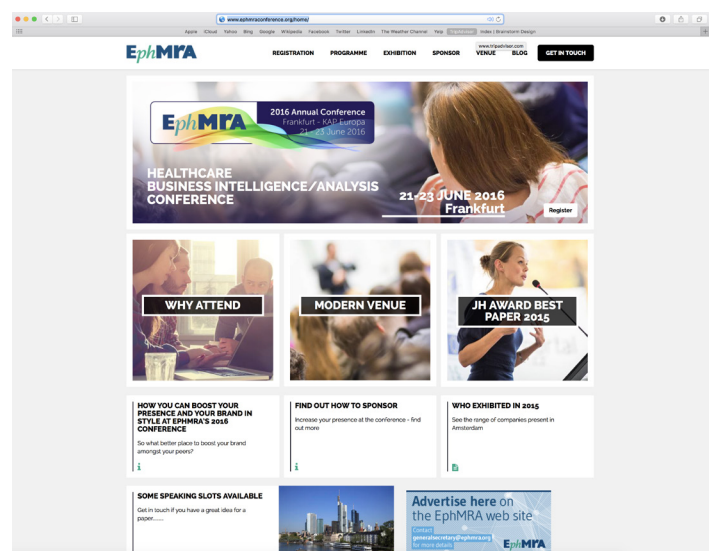 www.ephmraconference.org/home/
Apple iCloud Yahoo Bing Google Wikipedia Facebook Twitter LinkedIn The Weather Channel Yelp TripAdvisor Index | Brainstorm Design
www.tripadvisor.com
EphMRA
REGISTRATION PROGRAMME EXHIBITION SPONSOR VENUE BLOG GET IN TOUCH
EphMRA
2016 Annual Conference
Frankfurt - KAP Europa
21 - 23 June 2016
HEALTHCARE
BUSINESS INTELLIGENCE/ANALYSIS
CONFERENCE
21-23 JUNE 2016
Frankfurt
Register
WHY ATTEND
MODERN VENUE
JH AWARD BEST
PAPER 2015
HOW YOU CAN BOOST YOUR
PRESENCE AND YOUR BRAND IN
STYLE AT EPHMRA'S 2016
CONFERENCE
So what better place to boost your brand
amongst your peers?
FIND OUT HOW TO SPONSOR
Increase your presence at the conference - find
out more
WHO EXHIBITED IN 2015
See the range of companies present in
Amsterdam
SOME SPEAKING SLOTS AVAILABLE
Get in touch if you have a great idea for a
paper........
Advertise here on
the EphMRA web site
Contact
generalsecretary@ephmra.org
for more details
EphMRA